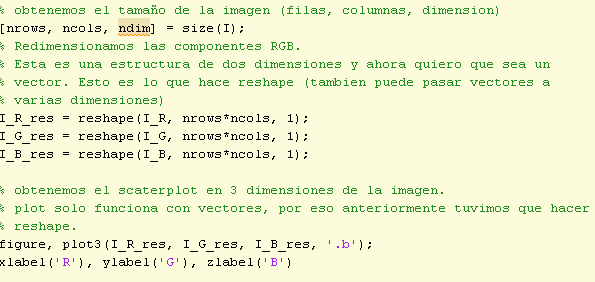 % obtenemos el tamaño de la imagen (filas, columnas, dimension)
[nrows, ncols, ndim] = size(I);
% Redimensionamos las componentes RGB.
% Esta es una estructura de dos dimensiones y ahora quiero que sea un
% vector. Esto es lo que hace reshape (tambien puede pasar vectores a
% varias dimensiones)
I_R_res = reshape(I_R, nrows*ncols, 1);
I_G_res = reshape(I_G, nrows*ncols, 1);
I_B_res = reshape(I_B, nrows*ncols, 1);
% obtenemos el scaterplot en 3 dimensiones de la imagen.
% plot solo funciona con vectores, por eso anteriormente tuvimos que hacer
% reshape.
figure, plot3(I_R_res, I_G_res, I_B_res, '.b');
xlabel('R'), ylabel('G'), zlabel('B')